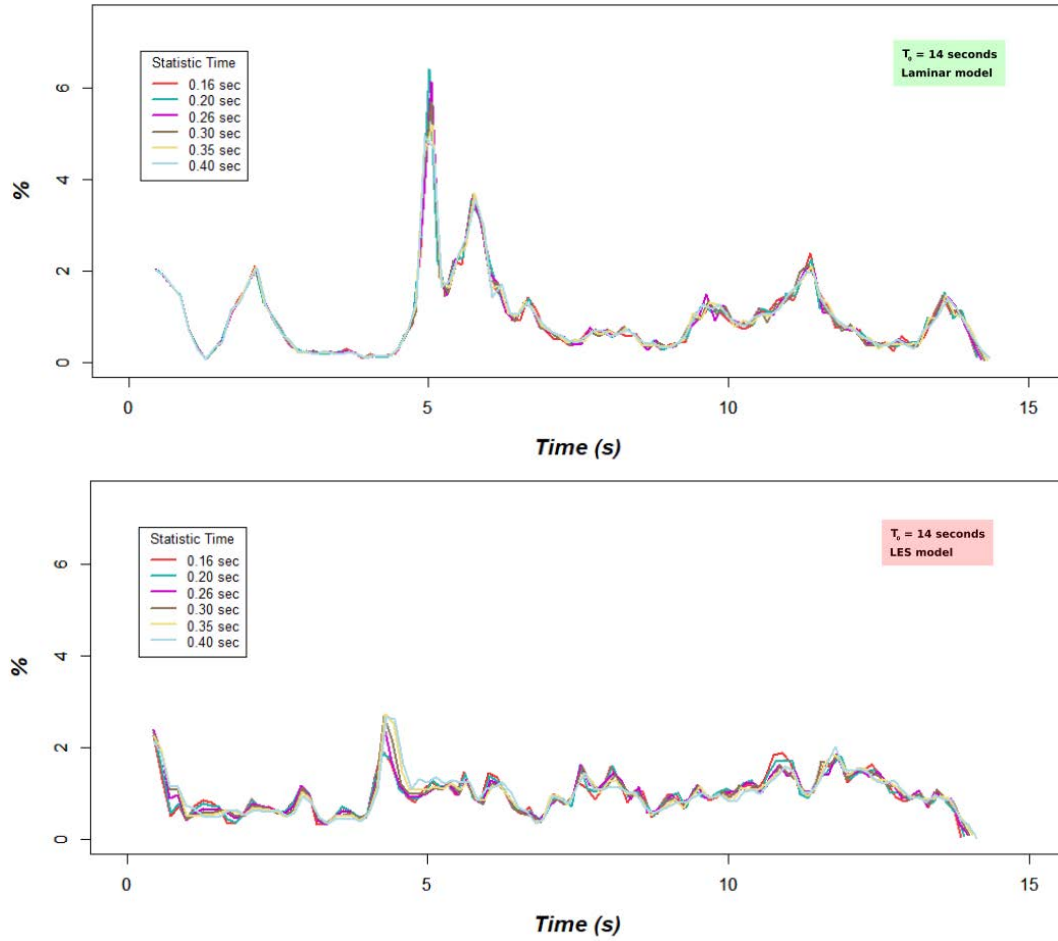 T₀ = 14 seconds
Laminar model
Statistic Time
0.16 sec
0.20 sec
0.26 sec
0.30 sec
0.35 sec
0.40 sec
%
6
4
2
0
0 5 10 15
Time (s)
T₀ = 14 seconds
LES model
Statistic Time
0.16 sec
0.20 sec
0.26 sec
0.30 sec
0.35 sec
0.40 sec
%
6
4
2
0
0 5 10 15
Time (s)